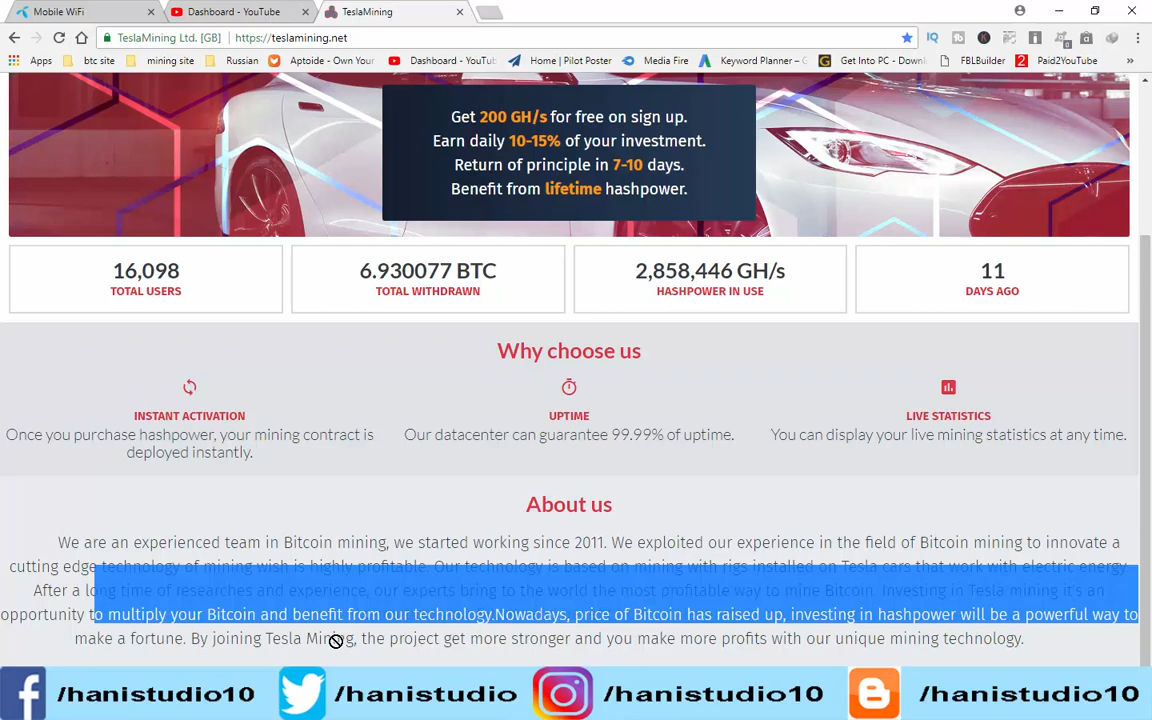 Mobile WiFi
Dashboard - YouTube
TeslaMining
TeslaMining Ltd. [GB]
https://teslamining.net
Apps
btc site
mining site
Russian
Aptoide - Own Your
Dashboard - YouTu
Home | Pilot Poster
Media Fire
Keyword Planner –
Get Into PC - Down
FBLBuilder
Paid2YouTube
Get 200 GH/s for free on sign up.
Earn daily 10-15% of your investment.
Return of principle in 7-10 days.
Benefit from lifetime hashpower.
16,098
TOTAL USERS
6.930077 BTC
TOTAL WITHDRAWN
2,858,446 GH/s
HASHPOWER IN USE
11
DAYS AGO
Why choose us
INSTANT ACTIVATION
Once you purchase hashpower, your mining contract is
deployed instantly.
UPTIME
Our datacenter can guarantee 99.99% of uptime.
LIVE STATISTICS
You can display your live mining statistics at any time.
About us
We are an experienced team in Bitcoin mining, we started working since 2011. We exploited our experience in the field of Bitcoin mining to innovate a
cutting edge technology of mining wish is highly profitable. Our technology is based on mining with rigs installed on Tesla cars that work with electric energy.
After a long time of researches and experience, our experts bring to the world the most profitable way to mine Bitcoin. Investing in Tesla mining it's an
opportunity to multiply your Bitcoin and benefit from our technology.Nowadays, price of Bitcoin has raised up, investing in hashpower will be a powerful way to
make a fortune. By joining Tesla Mining, the project get more stronger and you make more profits with our unique mining technology.
/hanistudio10
/hanistudio
/hanistudio10
/hanistudio10